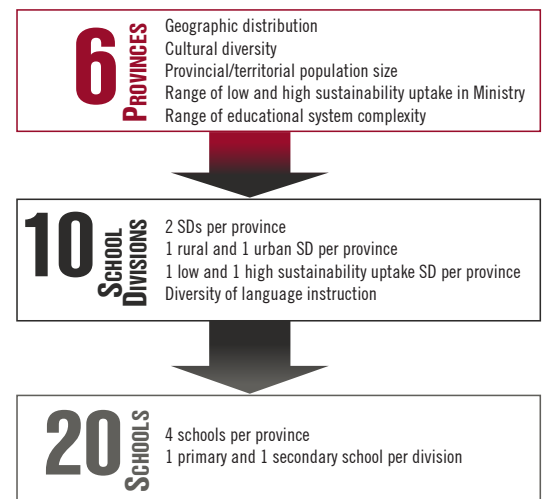 6 PROVINCES
Geographic distribution
Cultural diversity
Provincial/territorial population size
Range of low and high sustainability uptake in Ministry
Range of educational system complexity
10 SCHOOL DIVISIONS
2 SDs per province
1 rural and 1 urban SD per province
1 low and 1 high sustainability uptake SD per province
Diversity of language instruction
20 SCHOOLS
4 schools per province
1 primary and 1 secondary school per division